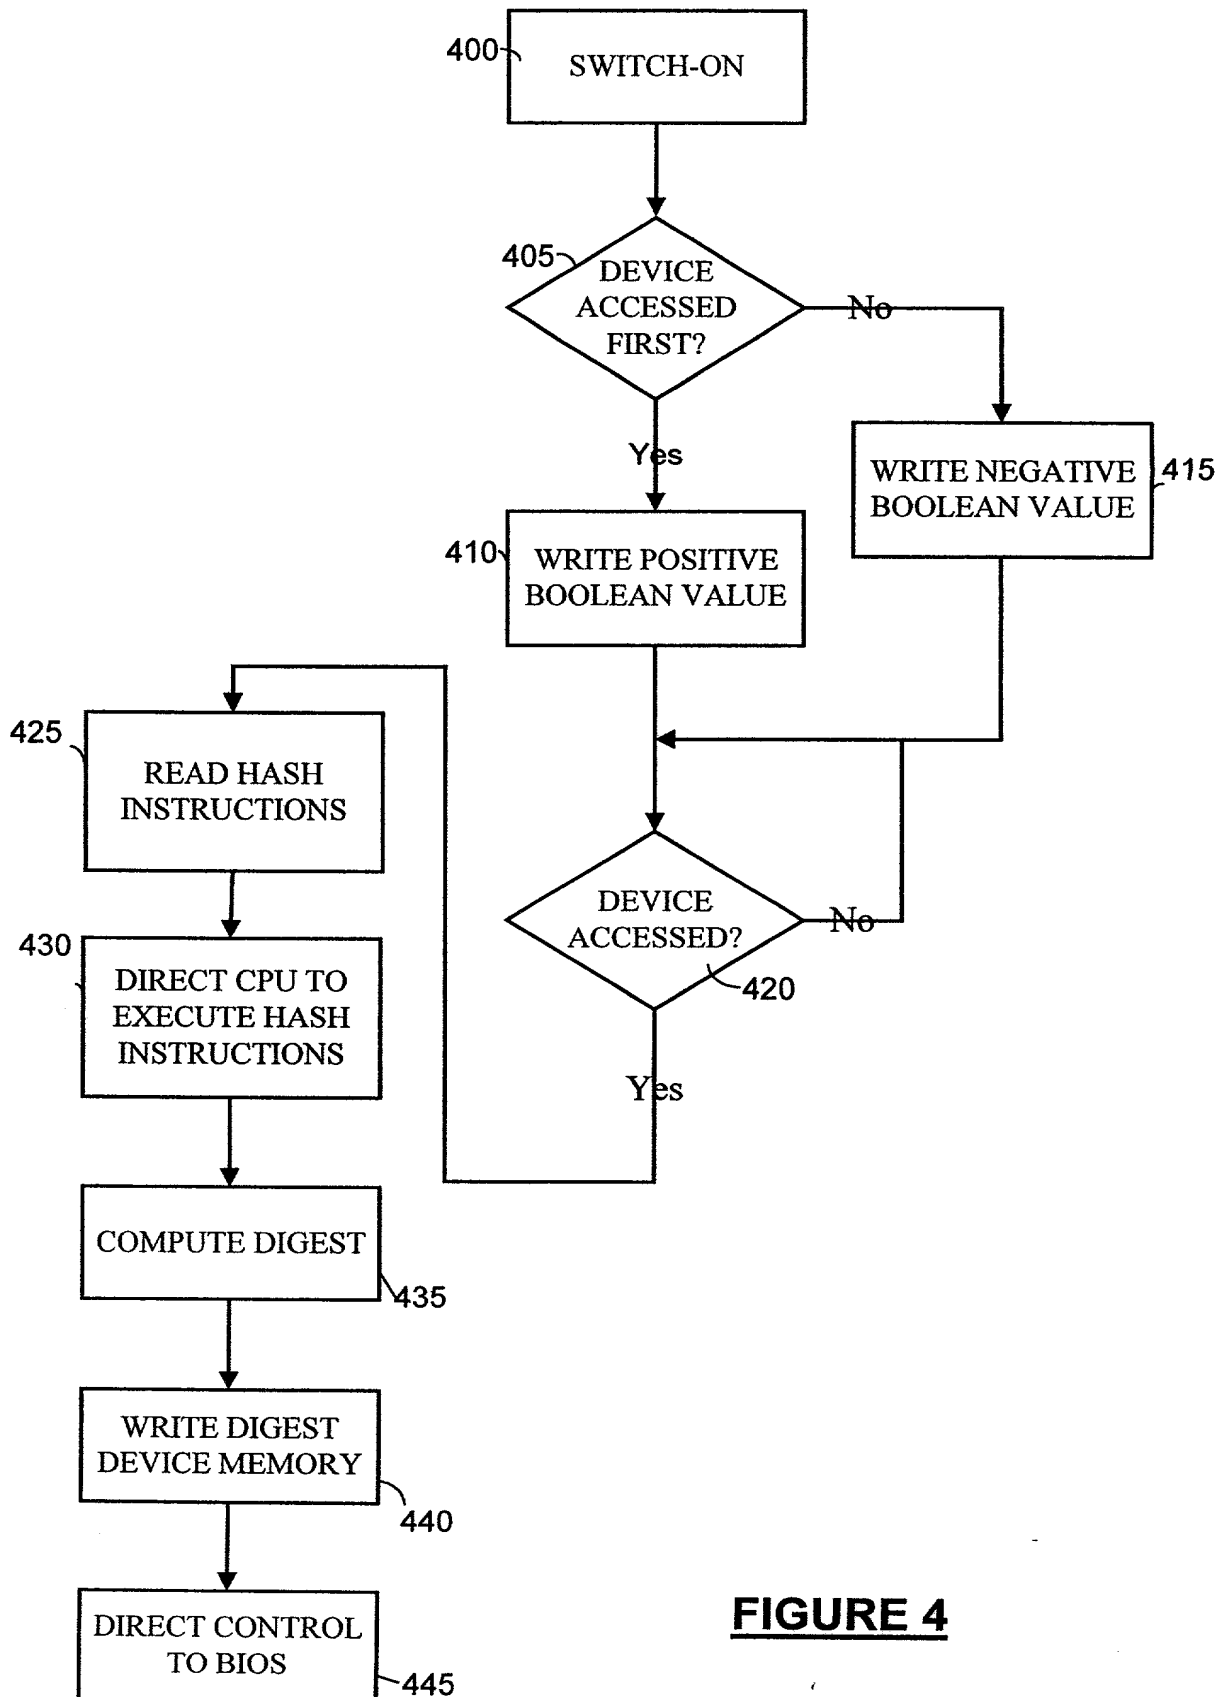 400
SWITCH-ON
405
DEVICE
ACCESSED
FIRST?
No
Yes
WRITE NEGATIVE
BOOLEAN VALUE
415
410
WRITE POSITIVE
BOOLEAN VALUE
425
READ HASH
INSTRUCTIONS
DEVICE
ACCESSED?
No
420
Yes
430
DIRECT CPU TO
EXECUTE HASH
INSTRUCTIONS
COMPUTE DIGEST
435
WRITE DIGEST
DEVICE MEMORY
440
DIRECT CONTROL
TO BIOS
445
FIGURE 4